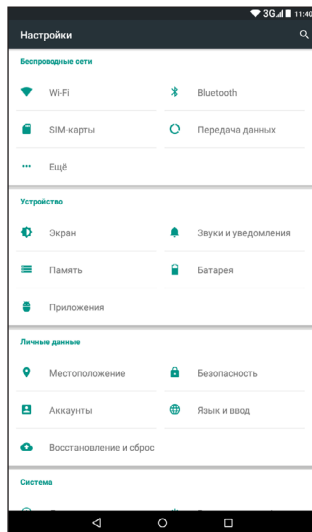 3G 11:40
Настройки
Беспроводные сети
Wi-Fi Bluetooth
SIM-карты Передача данных
Ещё
Устройство
Экран Звуки и уведомления
Память Батарея
Приложения
Личные данные
Местоположение Безопасность
Аккаунты Язык и ввод
Восстановление и сброс
Система